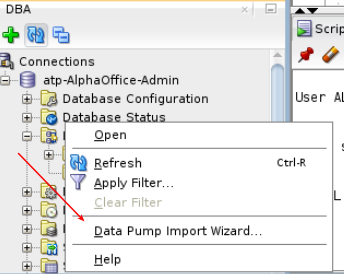 DBA
Connections
atp-AlphaOffice-Admin
Database Configuration
Database Status
Open
Refresh Ctrl-R
Apply Filter...
Clear Filter
Data Pump Import Wizard...
Help
Scrip
User AL